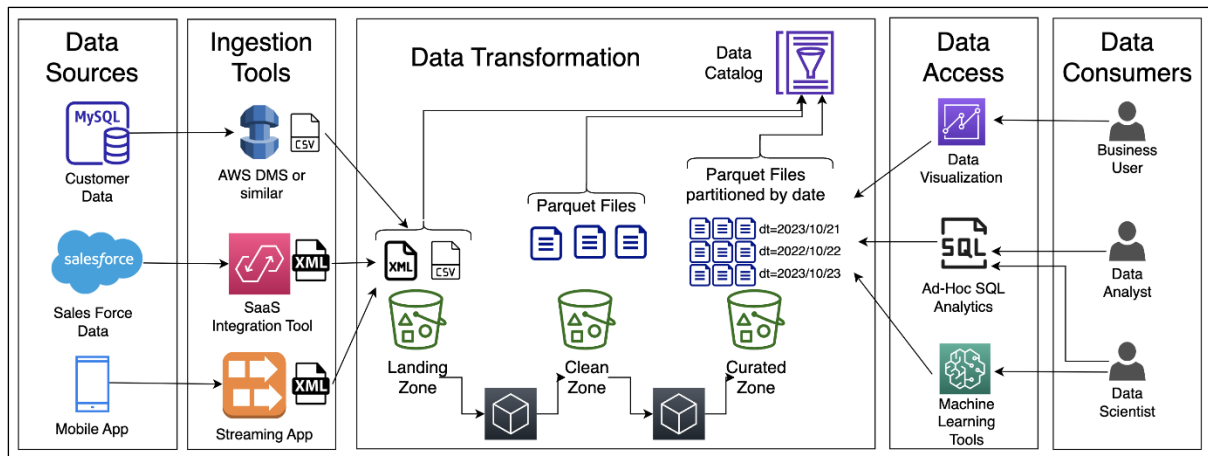 Data
Sources
MySQL
Customer
Data
salesforce
Sales Force
Data
Mobile App
Ingestion
Tools
CSV
AWS DMS or
similar
XML
SaaS
Integration Tool
XML
Streaming App
Data Transformation
Data
Catalog
XML
CSV
Landing
Zone
Parquet Files
Clean
Zone
Parquet Files
partitioned by date
dt=2023/10/21
dt=2022/10/22
dt=2023/10/23
Curated
Zone
Data
Access
Data
Visualization
SQL
Ad-Hoc SQL
Analytics
Machine
Learning
Tools
Data
Consumers
Business
User
Data
Analyst
Data
Scientist